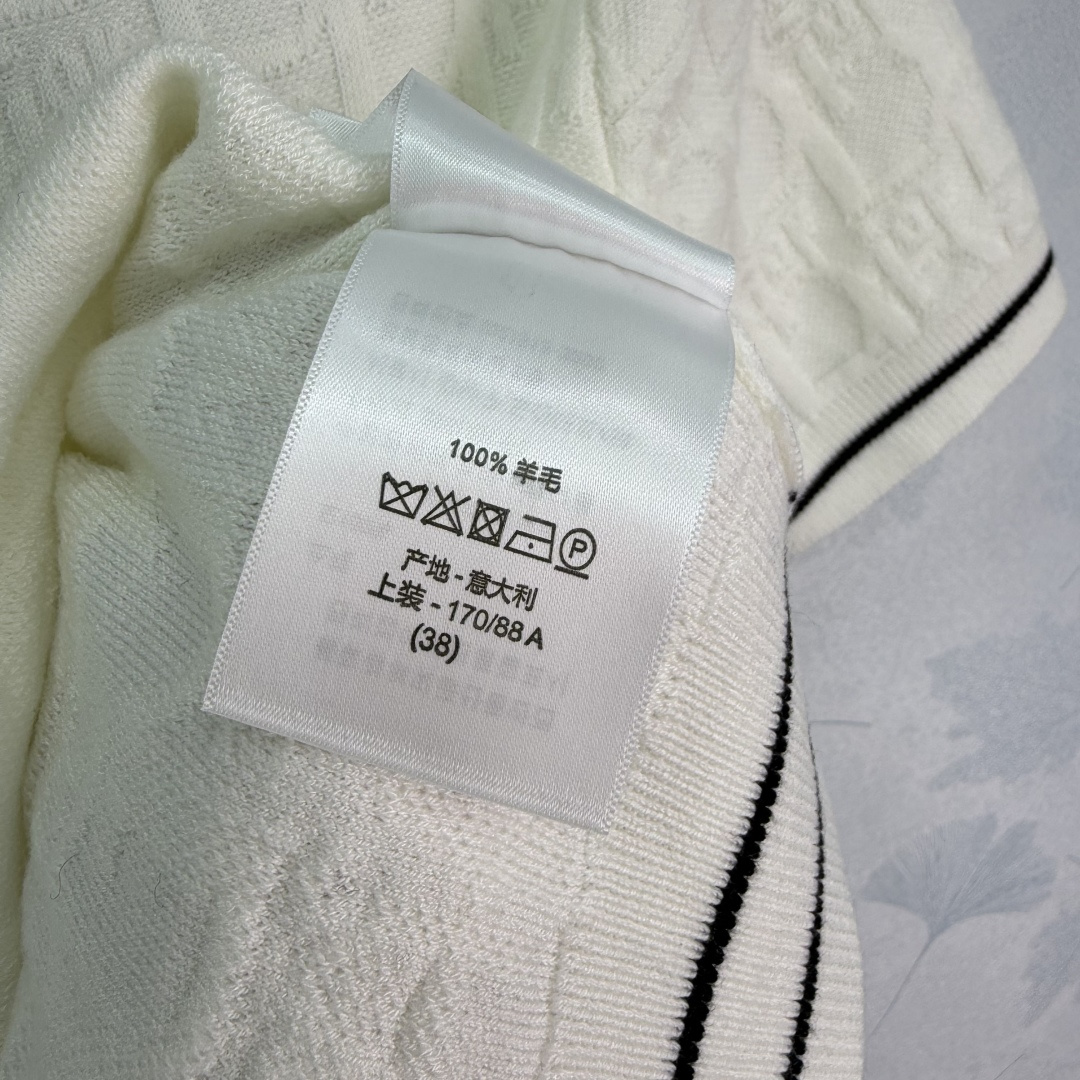 100% 羊毛
P
产地 - 意大利
上装 - 170/88 A
(38)